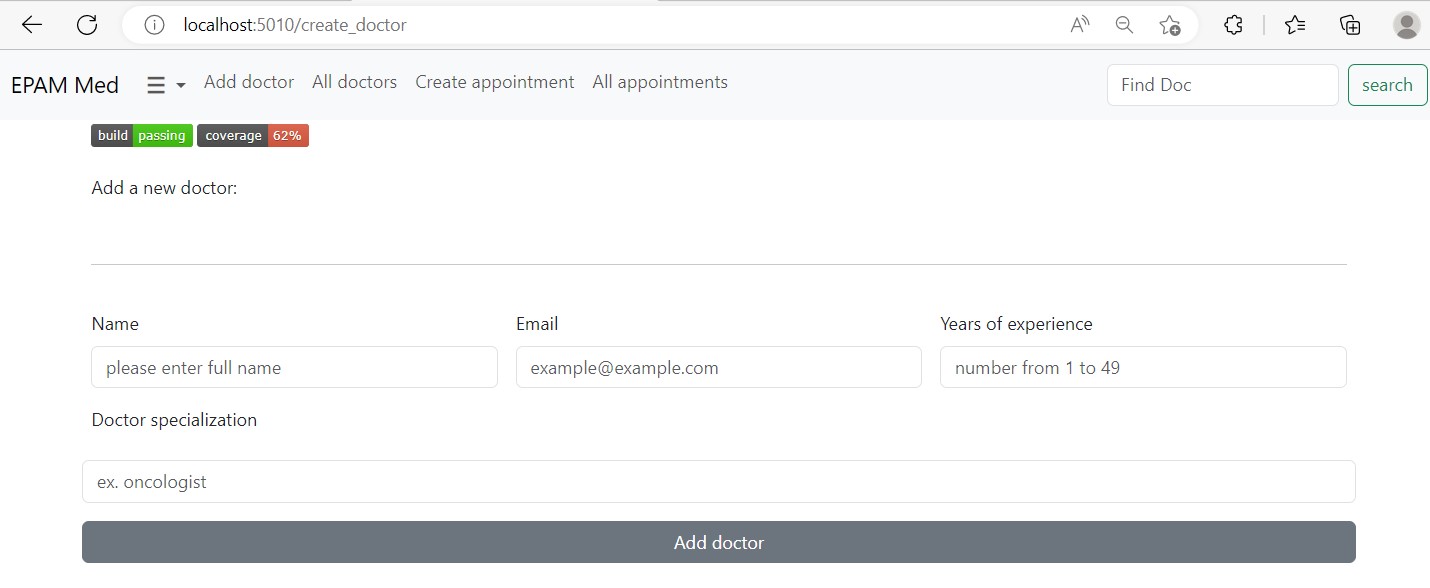 localhost:5010/create_doctor
EPAM Med Add doctor All doctors Create appointment All appointments Find Doc search
build passing coverage 62%
Add a new doctor:
Name Email Years of experience
please enter full name example@example.com number from 1 to 49
Doctor specialization
ex. oncologist
Add doctor